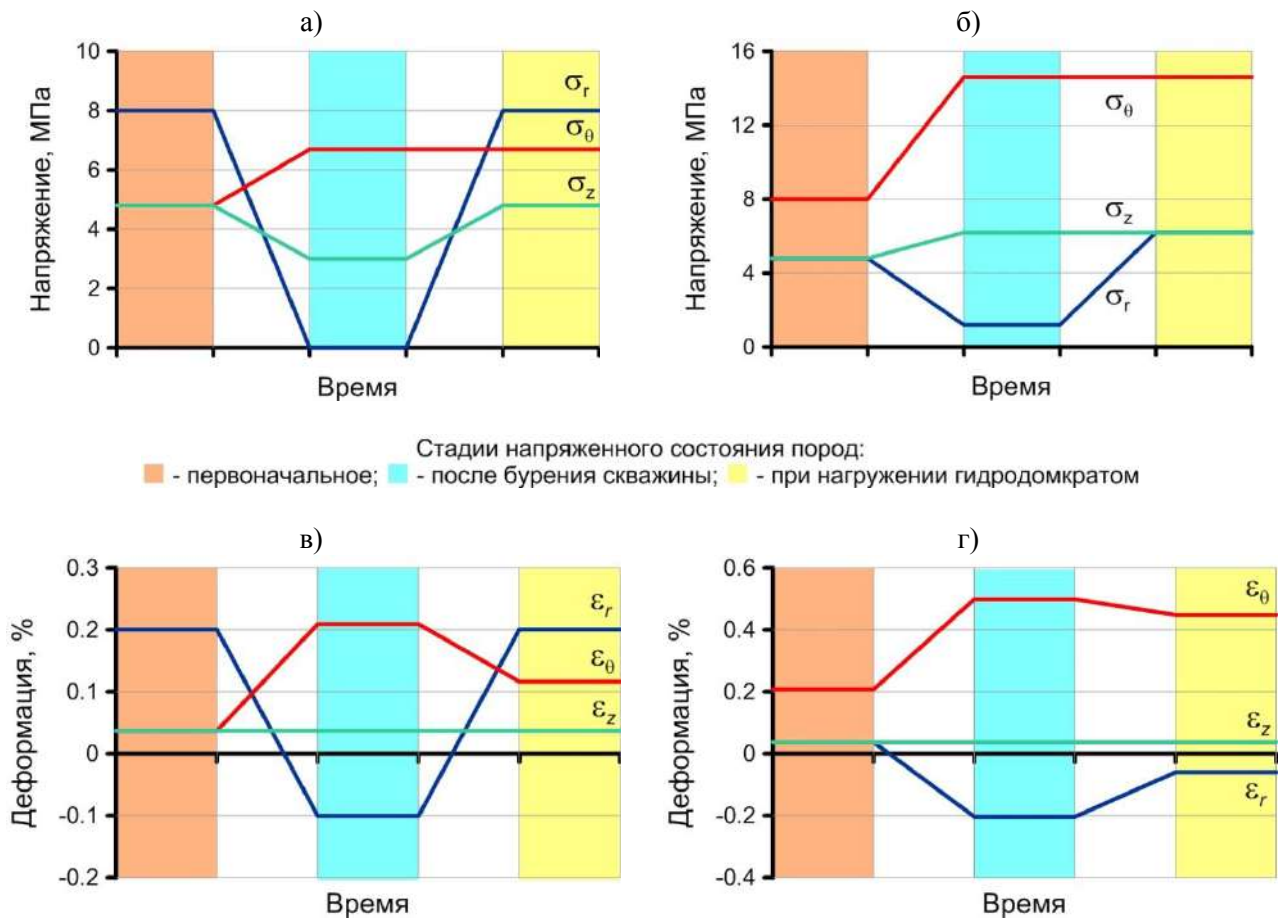 а)
10
8
6
4
2
0
Напряжение, МПа
σr
σθ
σz
Время
б)
16
12
8
4
0
Напряжение, МПа
σθ
σz
σr
Время
Стадии напряженного состояния пород:
- первоначальное; - после бурения скважины; - при нагружении гидродомкратом
в)
0.3
0.2
0.1
0
-0.1
-0.2
Деформация, %
εr
εθ
εz
Время
г)
0.6
0.4
0.2
0
-0.2
-0.4
Деформация, %
εθ
εz
εr
Время